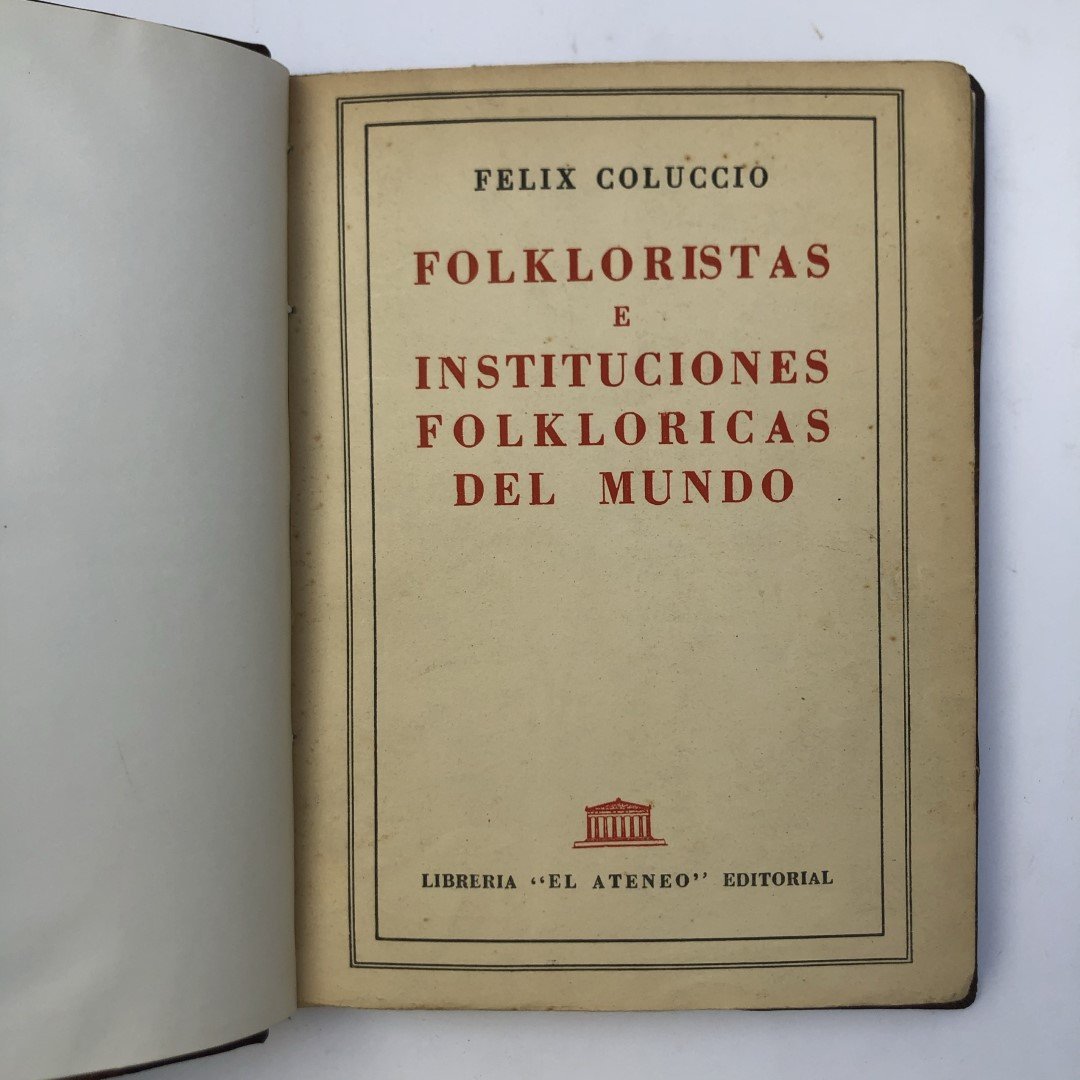 FELIX COLUCCIO
FOLKLORISTAS
E
INSTITUCIONES
FOLKLORICAS
DEL MUNDO
LIBRERIA “EL ATENEO” EDITORIAL